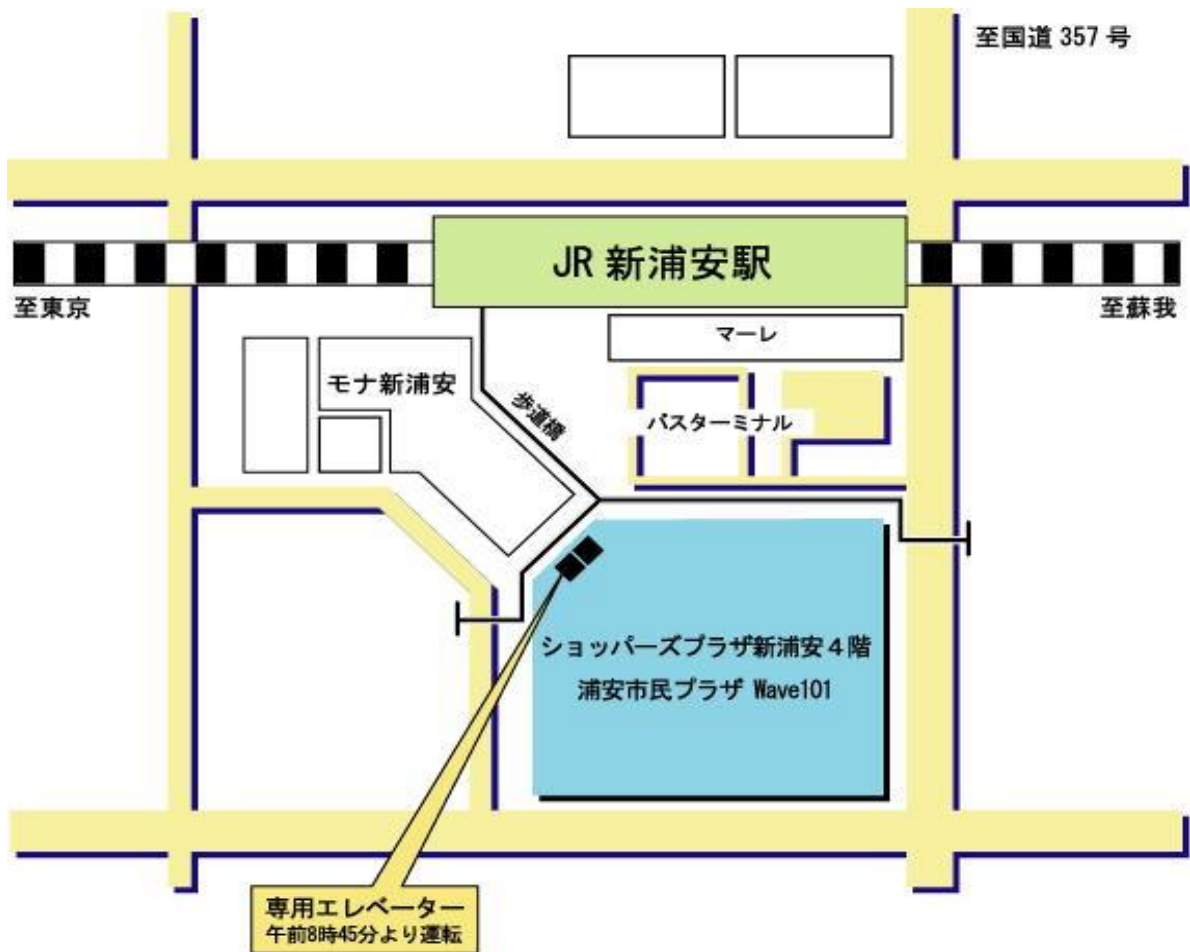 至国道 357 号
JR 新浦安駅
至東京
至蘇我
マーレ
モナ新浦安
歩道橋
バスターミナル
ショッパーズプラザ新浦安4階
浦安市民プラザ Wave101
専用エレベーター
午前8時45分より運転